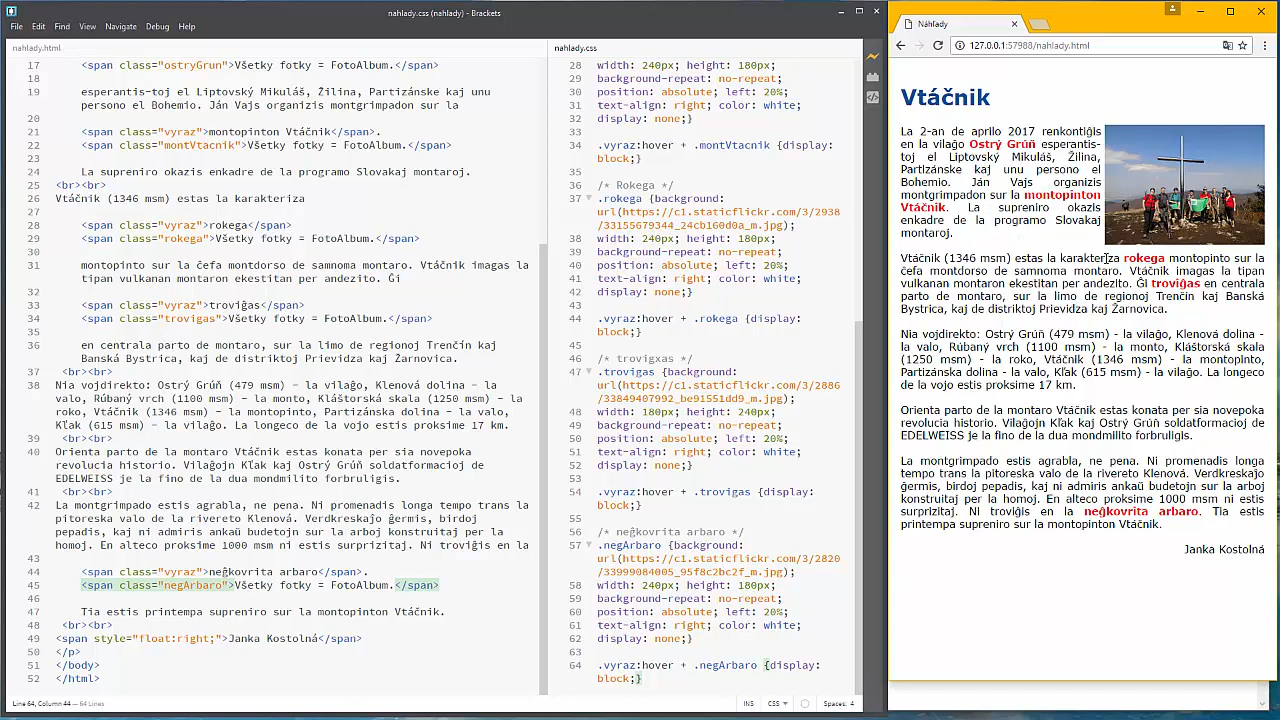 nahlady.css (nahlady) - Brackets
File Edit Find View Navigate Debug Help
nahlady.html
17 <span class="ostryGrun">Všetky fotky = FotoAlbum.</span>
18
19 esperantis-toj el Liptovský Mikuláš, Žilina, Partizánske kaj unu
persono el Bohemio. Ján Vajs organizis montgrimpadon sur la
20
21 <span class="vyraz">montopinton Vtáčnik</span>.
22 <span class="montVtacnik">Všetky fotky = FotoAlbum.</span>
23
24 La supreniro okazis enkadre de la programo Slovakaj montaroj.
25 <br><br>
26 Vtáčnik (1346 msm) estas la karakteriza
27
28 <span class="vyraz">rokega</span>
29 <span class="rokega">Všetky fotky = FotoAlbum.</span>
30
31 montopinto sur la ĉefa montdorso de samnoma montaro. Vtáčnik imagas la
tipan vulkanan muntaron ekestitan per andezito. Ĝi
32
33 <span class="vyraz">troviĝas</span>
34 <span class="trovigas">Všetky fotky = FotoAlbum.</span>
35
36 en centrala parto de montaro, sur la limo de regionoj Trenčín kaj
Banská Bystrica, kaj de distriktoj Prievidza kaj Žarnovica.
37 <br><br>
38 Nia vojdirekto: Ostrý Grúň (479 msm) - la vilaĝo, Klenová dolina - la
valo, Rúbaný vrch (1100 msm) - la monto, Kláštorská skala (1250 msm) - la
roko, Vtáčnik (1346 msm) - la montopinto, Partizánska dolina - la valo,
Kľak (615 msm) - la vilaĝo. La longeco de la vojo estis proksime 17 km.
39 <br><br>
40 Orienta parto de la montaro Vtáčnik estas konata per sia novepoka
revolucia historio. Vilaĝojn Kľak kaj Ostrý Grúň soldatformacioj de
EDELWEISS je la fino de la dua mondmilito forbruligis.
41 <br><br>
42 La montgrimpado estis agrabla, ne pena. Ni promenadis longa tempo trans la
pitoreska valo de la rivereto Klenová. Verdkreskaĵo ĝermis, birdoj
pepadis, kaj ni admiris ankaŭ budetojn sur la arboj konstruitaj per la
homoj. En alteco proksime 1000 msm ni estis surprizitaj. Ni troviĝis en la
43
44 <span class="vyraz">neĝkovrita arbaro</span>.
45 <span class="negArbaro">Všetky fotky = FotoAlbum.</span>
46
47 Tia estis printempa supreniro sur la montopinton Vtáčnik.
48 <br><br>
49 <span style="float:right;">Janka Kostolná</span>
50 </p>
51 </body>
52 </html>
nahlady.css
28 width: 240px; height: 180px;
29 background-repeat: no-repeat;
30 position: absolute; left: 20%;
31 text-align: right; color: white;
32 display: none;}
33
34 .vyraz:hover + .montVtacnik {display:
block;}
35
36 /* Rokega */
37 .rokega {background:
url(https://c1.staticflickr.com/3/2938
/33155679344_24cb160d0a_m.jpg);
38 width: 240px; height: 180px;
39 background-repeat: no-repeat;
40 position: absolute; left: 20%;
41 text-align: right; color: white;
42 display: none;}
43
44 .vyraz:hover + .rokega {display:
block;}
45
46 /* trovigxas */
47 .trovigas {background:
url(https://c1.staticflickr.com/3/2886
/33849407992_be91551dd9_m.jpg);
48 width: 180px; height: 240px;
49 background-repeat: no-repeat;
50 position: absolute; left: 20%;
51 text-align: right; color: white;
52 display: none;}
53
54 .vyraz:hover + .trovigas {display:
block;}
55
56 /* neĝkovrita arbaro */
57 .negArbaro {background:
url(https://c1.staticflickr.com/3/2820
/33999084005_95f8c2bc2f_m.jpg);
58 width: 240px; height: 180px;
59 background-repeat: no-repeat;
60 position: absolute; left: 20%;
61 text-align: right; color: white;
62 display: none;}
63
64 .vyraz:hover + .negArbaro {display:
block;}
Line 64, Column 44 — 64 Lines
INS CSS Spaces: 4
Náhľady
127.0.0.1:57988/nahlady.html
Vtáčnik
La 2-an de aprilo 2017 renkontiĝis
en la vilaĝo Ostrý Grúň esperantis-
toj el Liptovský Mikuláš, Žilina,
Partizánske kaj unu persono el
Bohemio. Ján Vajs organizis
montgrimpadon sur la montopinton
Vtáčnik. La supreniro okazis
enkadre de la programo Slovakaj
montaroj.
Vtáčnik (1346 msm) estas la karakteriza rokega montopinto sur la
ĉefa montdorso de samnoma montaro. Vtáčnik imagas la tipan
vulkanan montaron ekestitan per andezito. Ĝi troviĝas en centrala
parto de montaro, sur la limo de regionoj Trenčín kaj Banská
Bystrica, kaj de distriktoj Prievidza kaj Žarnovica.
Nia vojdirekto: Ostrý Grúň (479 msm) - la vilaĝo, Klenová dolina -
la valo, Rúbaný vrch (1100 msm) - la monto, Kláštorská skala
(1250 msm) - la roko, Vtáčnik (1346 msm) - la montopinto,
Partizánska dolina - la valo, Kľak (615 msm) - la vilaĝo. La longeco
de la vojo estis proksime 17 km.
Orienta parto de la montaro Vtáčnik estas konata per sia novepoka
revolucia historio. Vilaĝojn Kľak kaj Ostrý Grúň soldatformacioj de
EDELWEISS je la fino de la dua mondmilito forbruligis.
La montgrimpado estis agrabla, ne pena. Ni promenadis longa
tempo trans la pitoreska valo de la rivereto Klenová. Verdkreskaĵo
ĝermis, birdoj pepadis, kaj ni admiris ankaŭ budetojn sur la arboj
konstruitaj per la homoj. En alteco proksime 1000 msm ni estis
surprizitaj. Ni troviĝis en la neĝkovrita arbaro. Tia estis
printempa supreniro sur la montopinton Vtáčnik.
Janka Kostolná